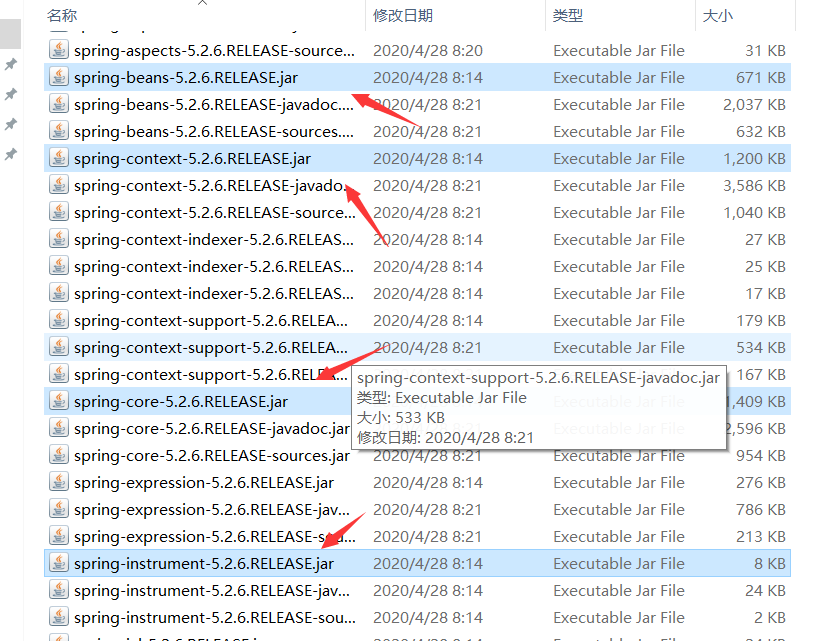 名称 修改日期 类型 大小
spring-aspects-5.2.6.RELEASE-source... 2020/4/28 8:20 Executable Jar File 31 KB
spring-beans-5.2.6.RELEASE.jar 2020/4/28 8:14 Executable Jar File 671 KB
spring-beans-5.2.6.RELEASE-javadoc.... 2020/4/28 8:21 Executable Jar File 2,037 KB
spring-beans-5.2.6.RELEASE-sources.... 2020/4/28 8:21 Executable Jar File 632 KB
spring-context-5.2.6.RELEASE.jar 2020/4/28 8:14 Executable Jar File 1,200 KB
spring-context-5.2.6.RELEASE-javado... 2020/4/28 8:21 Executable Jar File 3,586 KB
spring-context-5.2.6.RELEASE-source... 2020/4/28 8:21 Executable Jar File 1,040 KB
spring-context-indexer-5.2.6.RELEAS... 2020/4/28 8:14 Executable Jar File 27 KB
spring-context-indexer-5.2.6.RELEAS... 2020/4/28 8:14 Executable Jar File 25 KB
spring-context-indexer-5.2.6.RELEAS... 2020/4/28 8:14 Executable Jar File 17 KB
spring-context-support-5.2.6.RELEA... 2020/4/28 8:14 Executable Jar File 179 KB
spring-context-support-5.2.6.RELEA... 2020/4/28 8:21 Executable Jar File 534 KB
spring-context-support-5.2.6.RELEA... 167 KB
spring-context-support-5.2.6.RELEASE-javadoc.jar
类型: Executable Jar File
大小: 533 KB
修改日期: 2020/4/28 8:21
spring-core-5.2.6.RELEASE.jar 1,409 KB
spring-core-5.2.6.RELEASE-javadoc.jar 2,596 KB
spring-core-5.2.6.RELEASE-sources.jar 2020/4/28 8:21 Executable Jar File 954 KB
spring-expression-5.2.6.RELEASE.jar 2020/4/28 8:14 Executable Jar File 276 KB
spring-expression-5.2.6.RELEASE-jav... 2020/4/28 8:21 Executable Jar File 786 KB
spring-expression-5.2.6.RELEASE-sou... 2020/4/28 8:21 Executable Jar File 213 KB
spring-instrument-5.2.6.RELEASE.jar 2020/4/28 8:14 Executable Jar File 8 KB
spring-instrument-5.2.6.RELEASE-jav... 2020/4/28 8:14 Executable Jar File 24 KB
spring-instrument-5.2.6.RELEASE-sou... 2020/4/28 8:14 Executable Jar File 2 KB